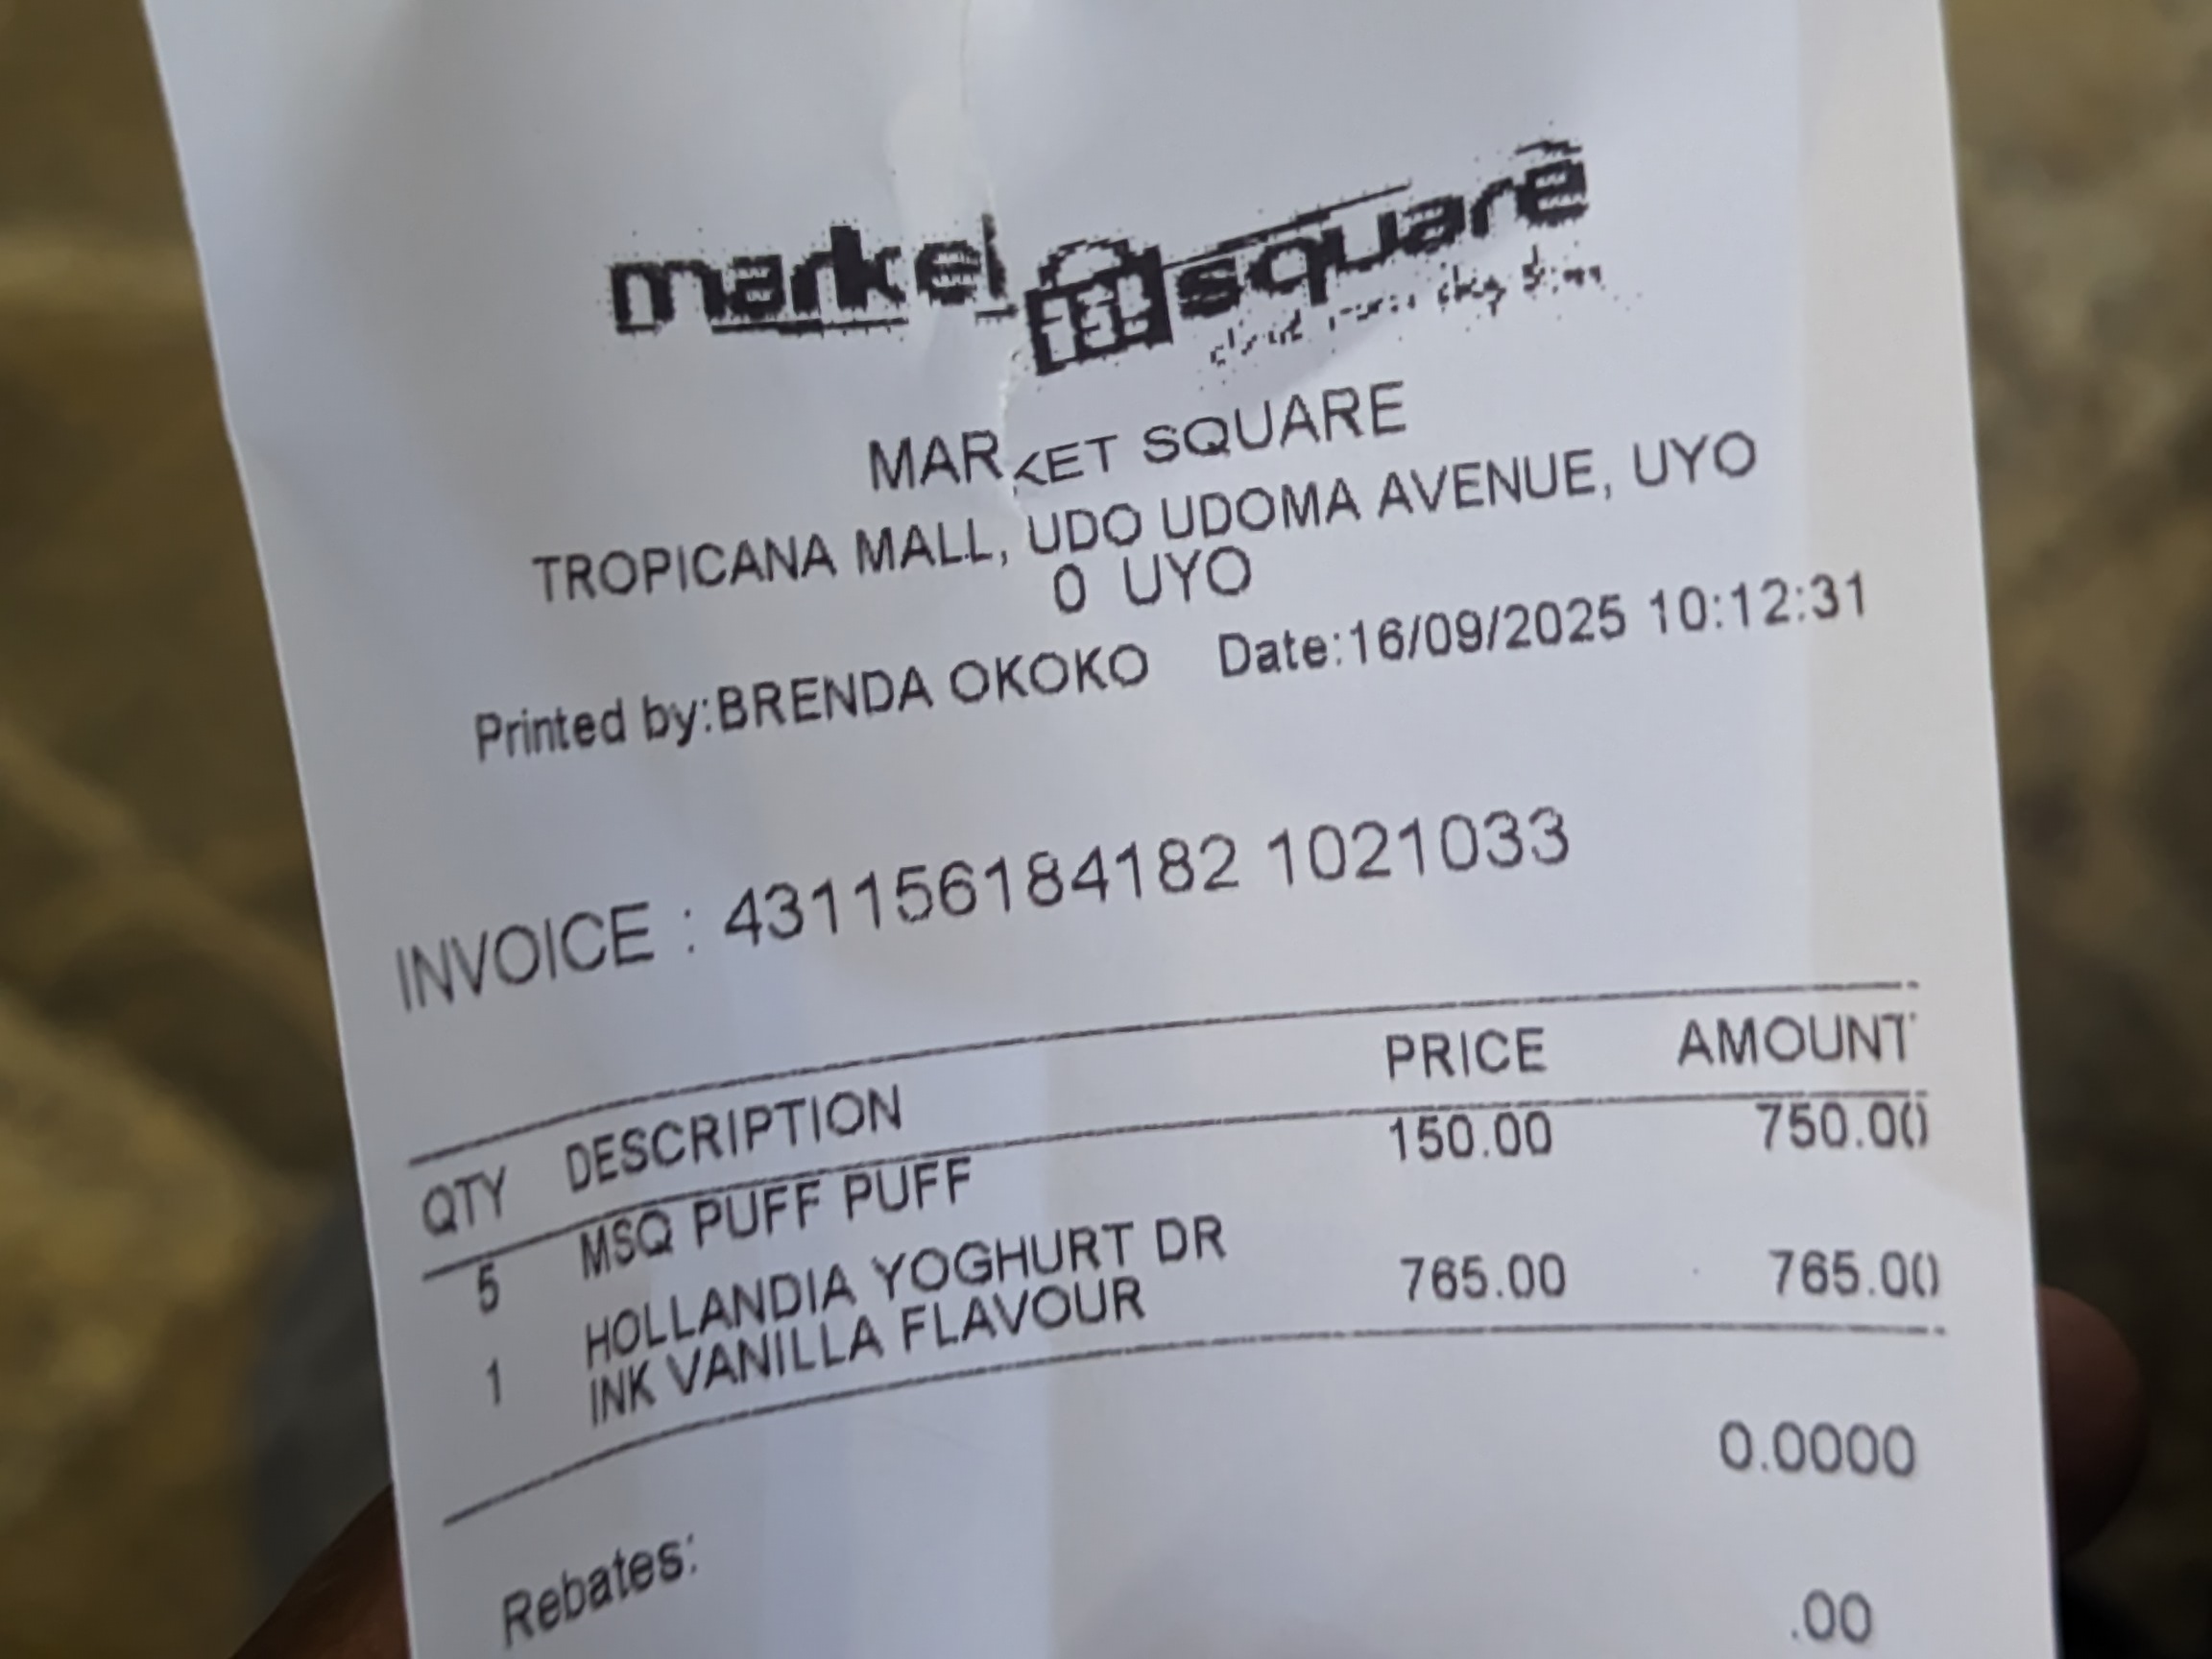 market square
MARKET SQUARE
TROPICANA MALL, UDO UDOMA AVENUE, UYO
0 UYO
Printed by:BRENDA OKOKO Date:16/09/2025 10:12:31
INVOICE : 431156184182 1021033
QTY DESCRIPTION PRICE AMOUNT
5 MSQ PUFF PUFF 150.00 750.00
1 HOLLANDIA YOGHURT DR 765.00 765.00
INK VANILLA FLAVOUR
0.0000
Rebates:
.00